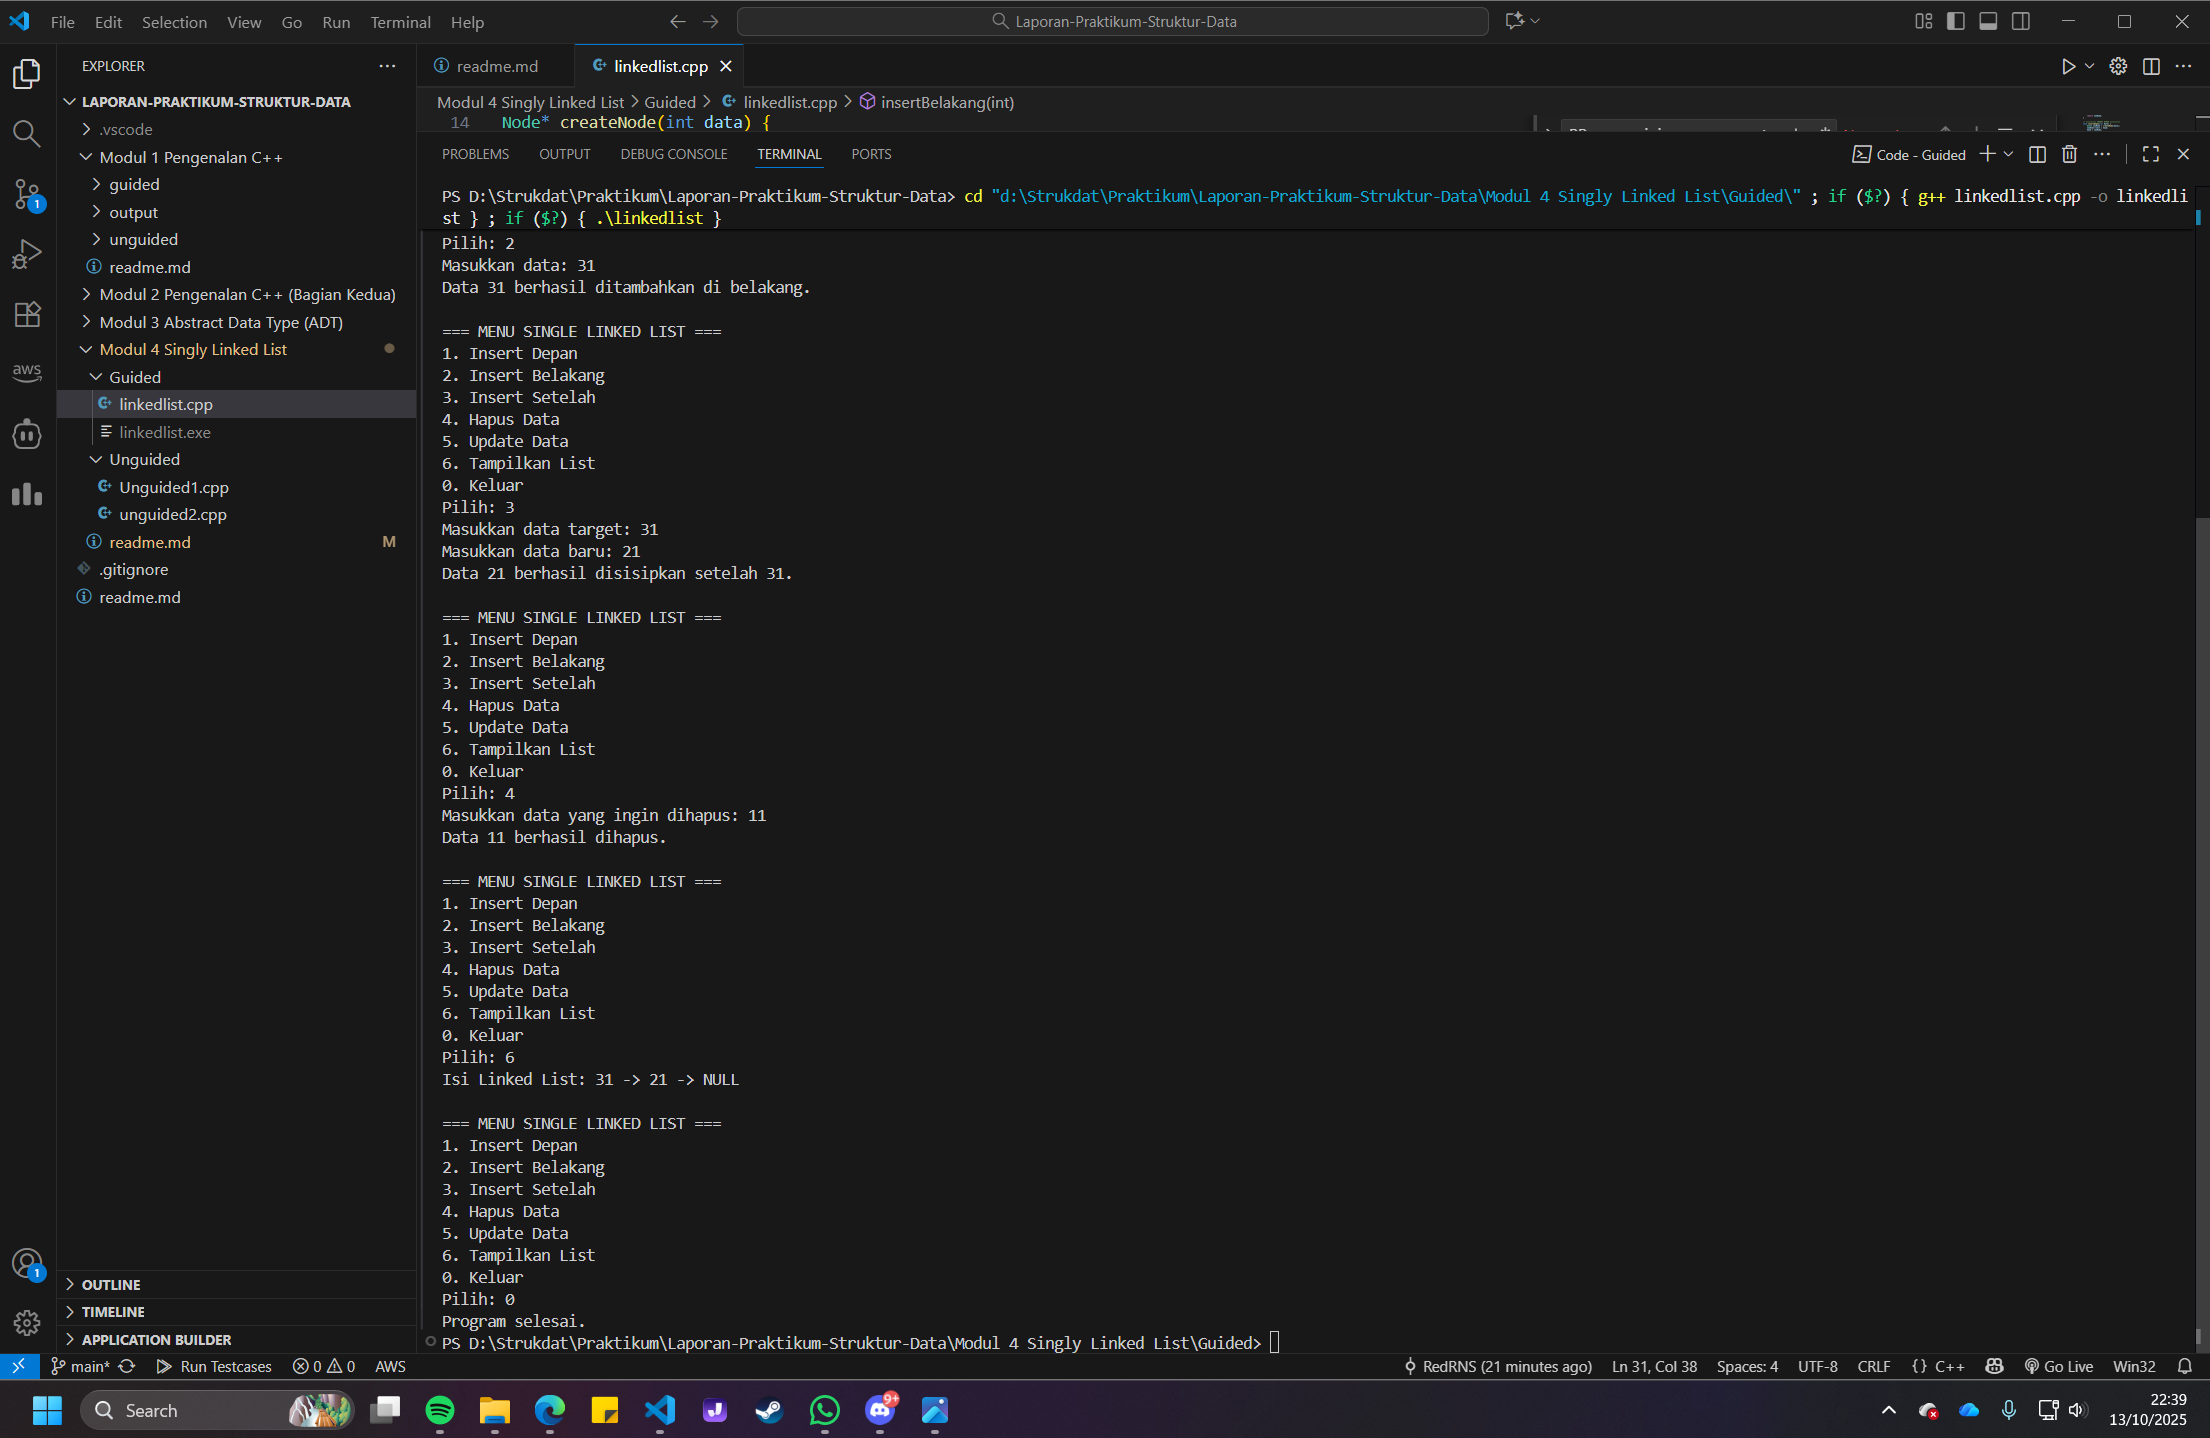 File Edit Selection View Go Run Terminal Help
Laporan-Praktikum-Struktur-Data
EXPLORER
LAPORAN-PRAKTIKUM-STRUKTUR-DATA
.vscode
Modul 1 Pengenalan C++
guided
output
unguided
readme.md
Modul 2 Pengenalan C++ (Bagian Kedua)
Modul 3 Abstract Data Type (ADT)
Modul 4 Singly Linked List
Guided
linkedlist.cpp
linkedlist.exe
Unguided
Unguided1.cpp
unguided2.cpp
readme.md M
.gitignore
readme.md
OUTLINE
TIMELINE
APPLICATION BUILDER
aws
1
1
readme.md linkedlist.cpp
Modul 4 Singly Linked List > Guided > linkedlist.cpp > insertBelakang(int)
14 Node* createNode(int data) {
PROBLEMS OUTPUT DEBUG CONSOLE TERMINAL PORTS
Code - Guided
PS D:\Strukdat\Praktikum\Laporan-Praktikum-Struktur-Data> cd "d:\Strukdat\Praktikum\Laporan-Praktikum-Struktur-Data\Modul 4 Singly Linked List\Guided\" ; if ($?) { g++ linkedlist.cpp -o linkedli
st } ; if ($?) { .\linkedlist }
Pilih: 2
Masukkan data: 31
Data 31 berhasil ditambahkan di belakang.
=== MENU SINGLE LINKED LIST ===
1. Insert Depan
2. Insert Belakang
3. Insert Setelah
4. Hapus Data
5. Update Data
6. Tampilkan List
0. Keluar
Pilih: 3
Masukkan data target: 31
Masukkan data baru: 21
Data 21 berhasil disisipkan setelah 31.
=== MENU SINGLE LINKED LIST ===
1. Insert Depan
2. Insert Belakang
3. Insert Setelah
4. Hapus Data
5. Update Data
6. Tampilkan List
0. Keluar
Pilih: 4
Masukkan data yang ingin dihapus: 11
Data 11 berhasil dihapus.
=== MENU SINGLE LINKED LIST ===
1. Insert Depan
2. Insert Belakang
3. Insert Setelah
4. Hapus Data
5. Update Data
6. Tampilkan List
0. Keluar
Pilih: 6
Isi Linked List: 31 -> 21 -> NULL
=== MENU SINGLE LINKED LIST ===
1. Insert Depan
2. Insert Belakang
3. Insert Setelah
4. Hapus Data
5. Update Data
6. Tampilkan List
0. Keluar
Pilih: 0
Program selesai.
PS D:\Strukdat\Praktikum\Laporan-Praktikum-Struktur-Data\Modul 4 Singly Linked List\Guided>
main* Run Testcases 0 0 AWS RedRNS (21 minutes ago) Ln 31, Col 38 Spaces: 4 UTF-8 CRLF {} C++ Go Live Win32
Search
9+
22:39
13/10/2025